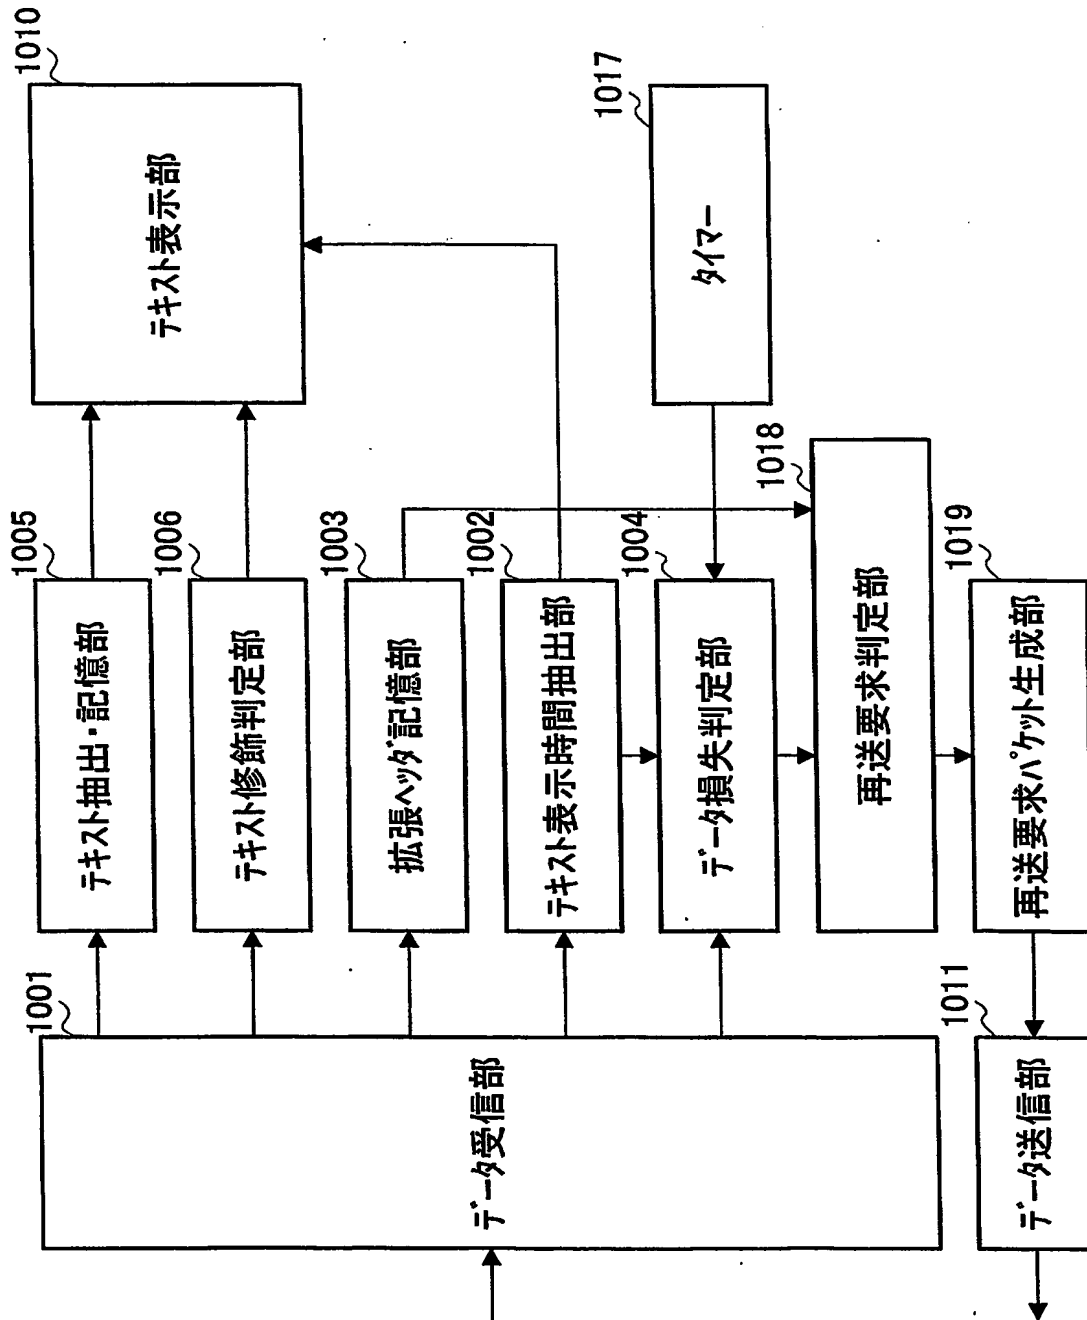 1010
テキスト表示部
1017
タイマー
1005
テキスト抽出・記憶部
1006
テキスト修飾判定部
1003
拡張ヘッダ記憶部
1002
テキスト表示時間抽出部
1004
データ損失判定部
1018
再送要求判定部
1019
再送要求パケット生成部
1001
データ受信部
1011
データ送信部